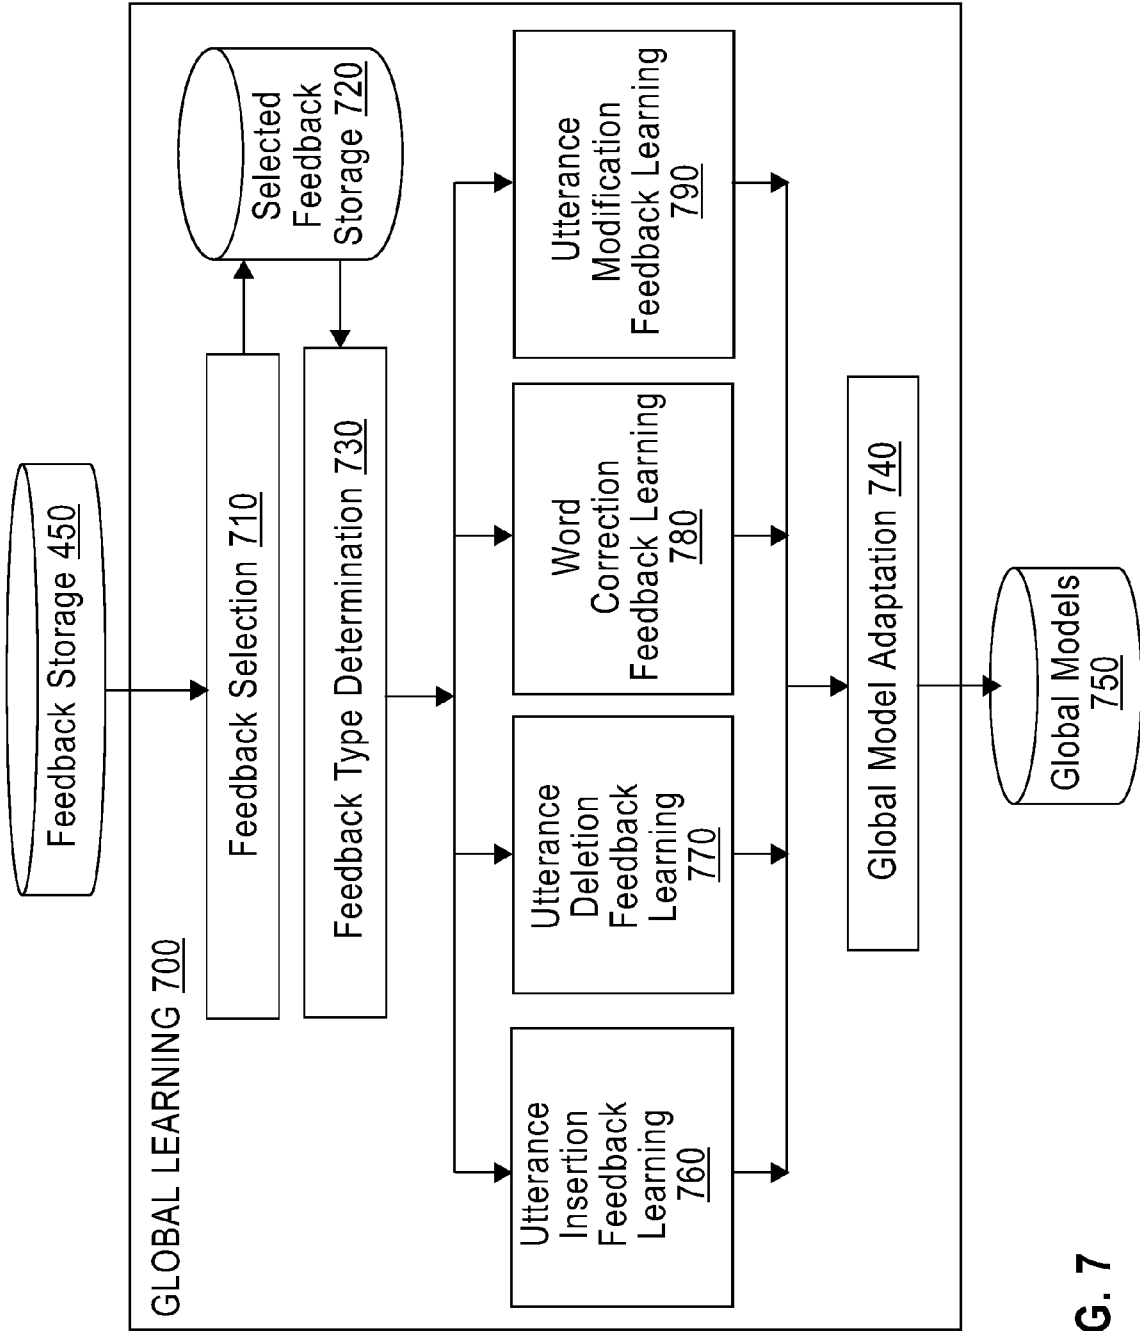 Feedback Storage 450
GLOBAL LEARNING 700
Feedback Selection 710
Selected
Feedback
Storage 720
Feedback Type Determination 730
Utterance
Insertion
Feedback
Learning
760
Utterance
Deletion
Feedback
Learning
770
Word
Correction
Feedback Learning
780
Utterance
Modification
Feedback Learning
790
Global Model Adaptation 740
Global Models
750
G. 7